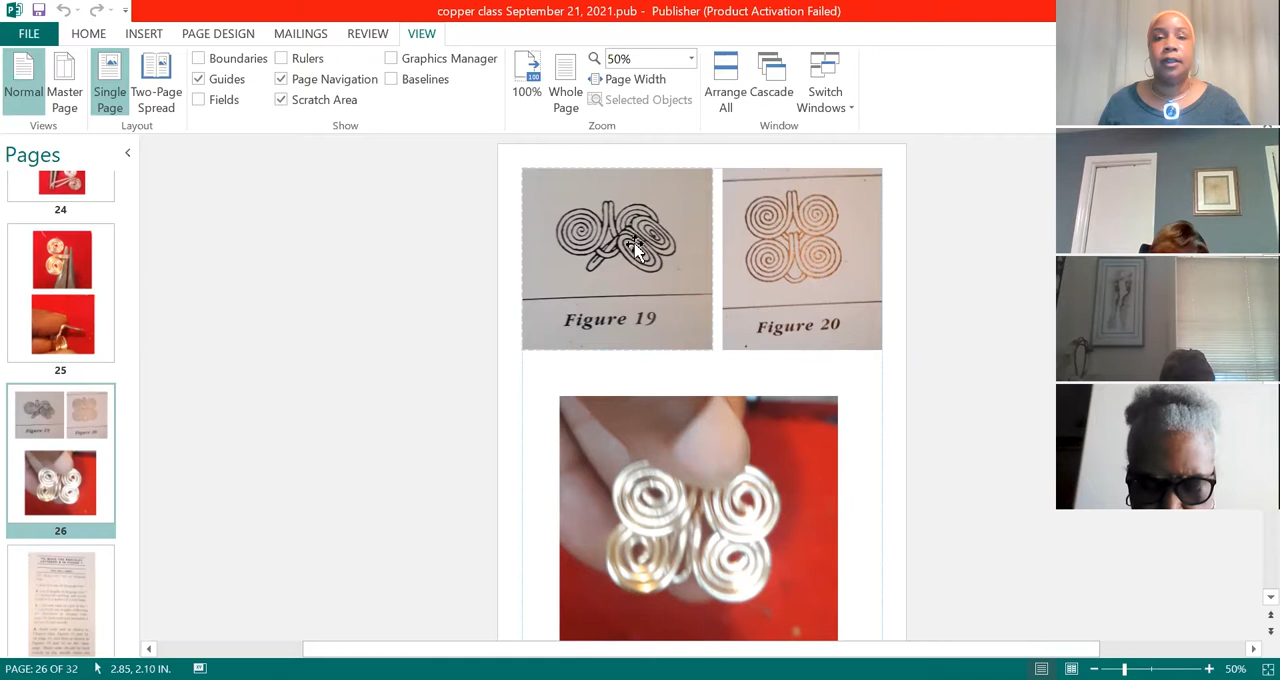 copper class September 21, 2021.pub - Publisher (Product Activation Failed)
FILE HOME INSERT PAGE DESIGN MAILINGS REVIEW VIEW
Normal
Master Page
Single Page
Two-Page Spread
Boundaries
Rulers
Graphics Manager
Guides
Page Navigation
Baselines
Fields
Scratch Area
100%
Whole Page
50%
Page Width
Selected Objects
Arrange All
Cascade
Switch Windows
Views
Layout
Show
Zoom
Window
Pages
24
25
26
Figure 19
Figure 20
PAGE: 26 OF 32
2.85, 2.10 IN.
50%